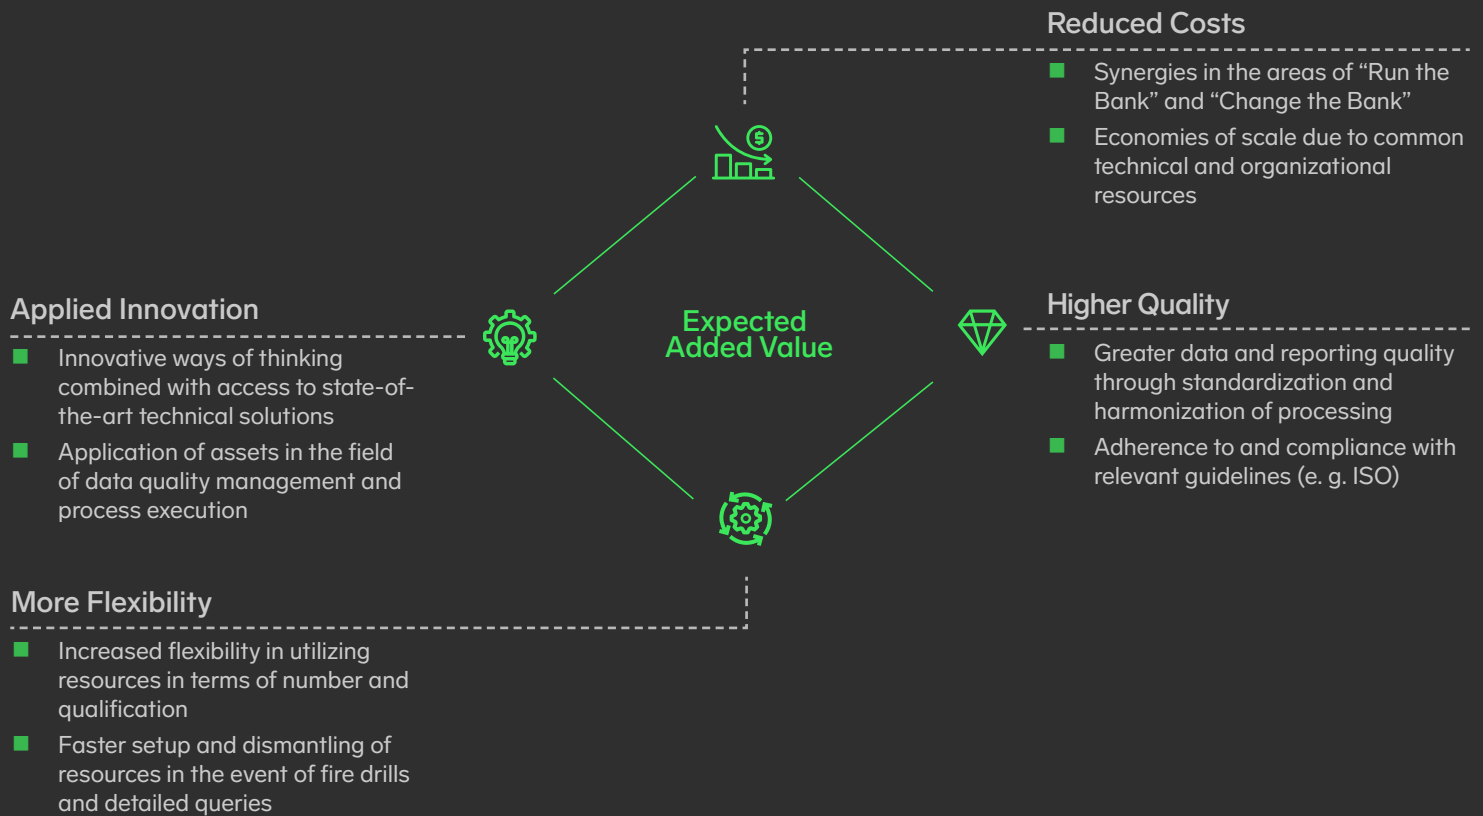 Reduced Costs
Synergies in the areas of “Run the
Bank” and “Change the Bank”
Economies of scale due to common
technical and organizational
resources
Applied Innovation
Innovative ways of thinking
combined with access to state-of-
the-art technical solutions
Application of assets in the field
of data quality management and
process execution
Expected
Added Value
Higher Quality
Greater data and reporting quality
through standardization and
harmonization of processing
Adherence to and compliance with
relevant guidelines (e. g. ISO)
More Flexibility
Increased flexibility in utilizing
resources in terms of number and
qualification
Faster setup and dismantling of
resources in the event of fire drills
and detailed queries